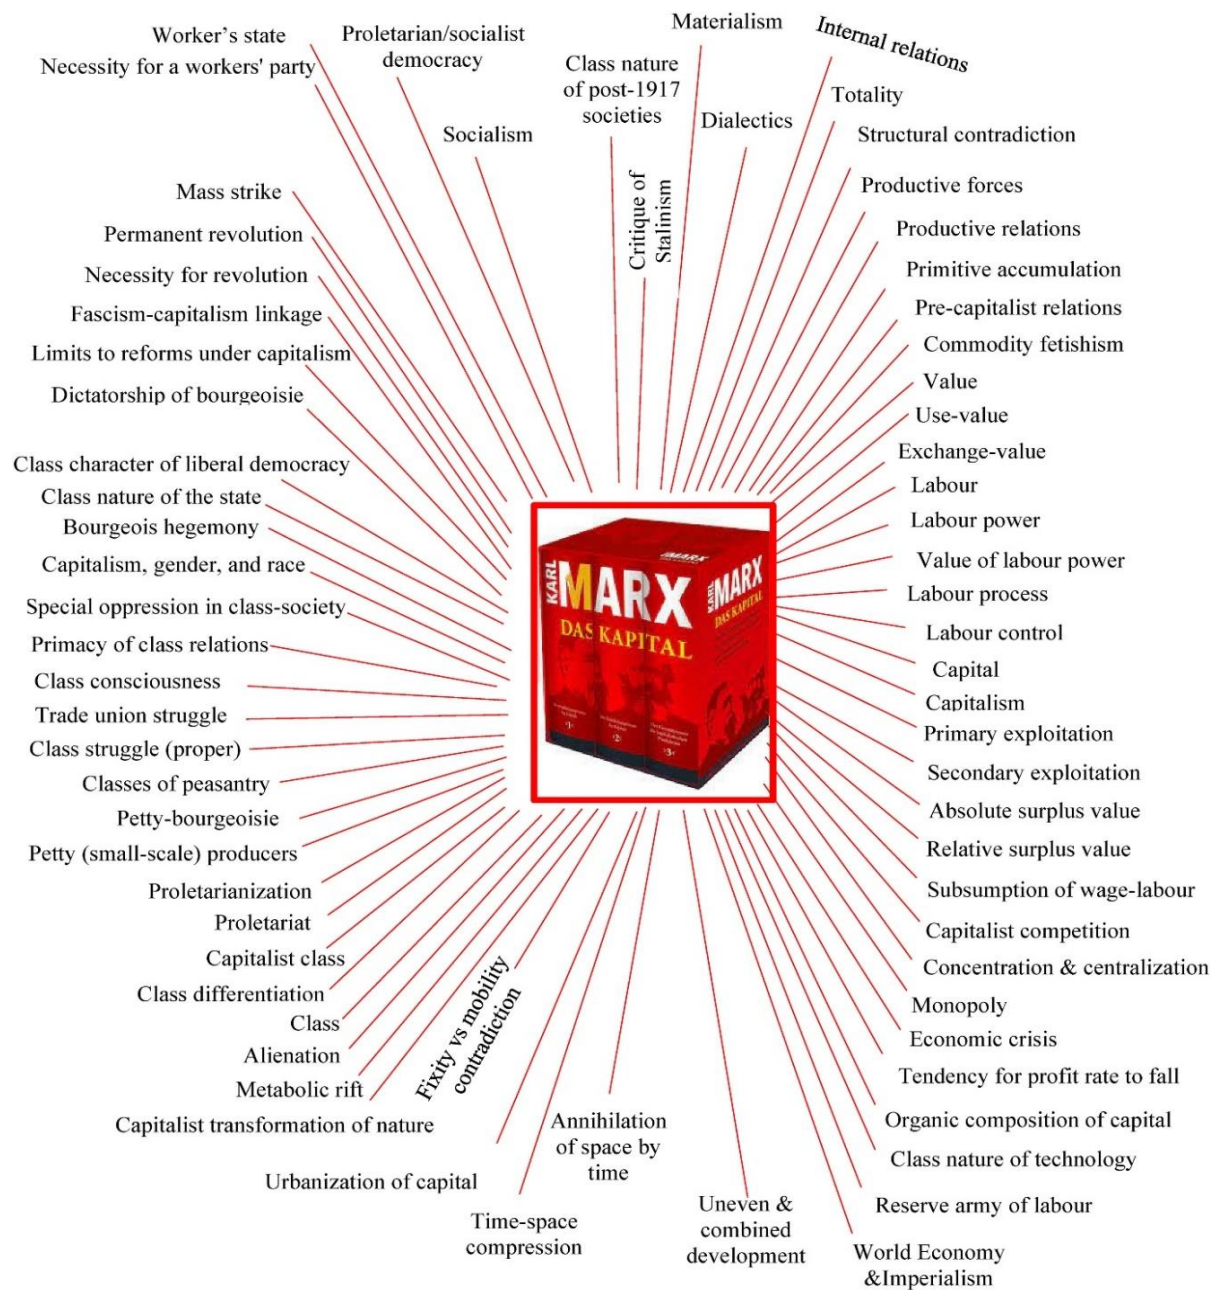 Worker's state
Necessity for a workers' party
Proletarian/socialist
democracy
Socialism
Class nature
of post-1917
societies
Critique of
Stalinism
Materialism
Dialectics
Internal relations
Totality
Structural contradiction
Productive forces
Productive relations
Primitive accumulation
Pre-capitalist relations
Commodity fetishism
Value
Use-value
Exchange-value
Labour
Labour power
Value of labour power
Labour process
Labour control
Capital
Capitalism
Primary exploitation
Secondary exploitation
Absolute surplus value
Relative surplus value
Subsumption of wage-labour
Capitalist competition
Concentration & centralization
Monopoly
Economic crisis
Tendency for profit rate to fall
Organic composition of capital
Class nature of technology
Reserve army of labour
World Economy
&Imperialism
Uneven &
combined
development
Annihilation
of space by
time
Time-space
compression
Urbanization of capital
Fixity vs mobility
contradiction
Capitalist transformation of nature
Metabolic rift
Alienation
Class
Class differentiation
Capitalist class
Proletariat
Proletarianization
Petty (small-scale) producers
Petty-bourgeoisie
Classes of peasantry
Class struggle (proper)
Trade union struggle
Class consciousness
Primacy of class relations
Special oppression in class-society
Capitalism, gender, and race
Bourgeois hegemony
Class nature of the state
Class character of liberal democracy
Dictatorship of bourgeoisie
Limits to reforms under capitalism
Fascism-capitalism linkage
Necessity for revolution
Permanent revolution
Mass strike
MARX
KARL
MARX
DAS KAPITAL
KARL
MARX
DAS KAPITAL
1
2
3